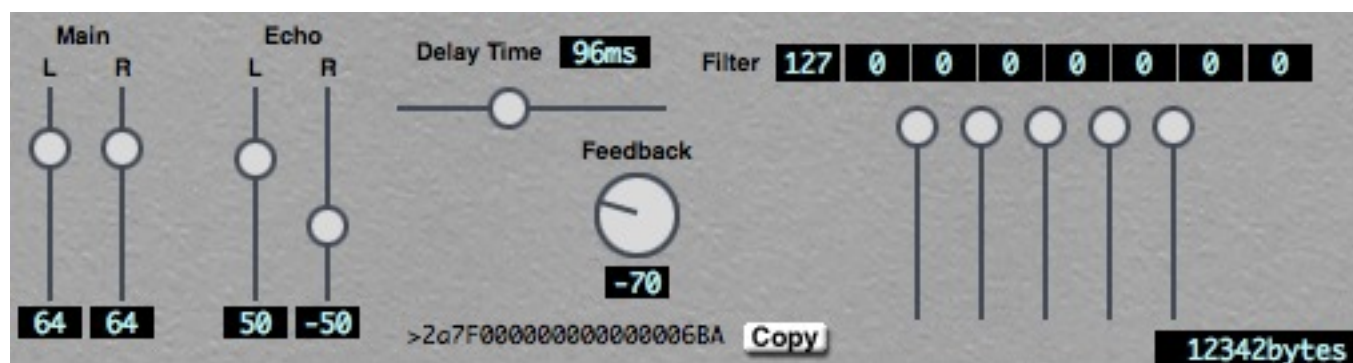 Main
L R
64 64
Echo
L R
50 -50
Delay Time 96ms
Feedback
-70
>2a7F000000000000006BA Copy
Filter 127 0 0 0 0 0 0 0
12342bytes